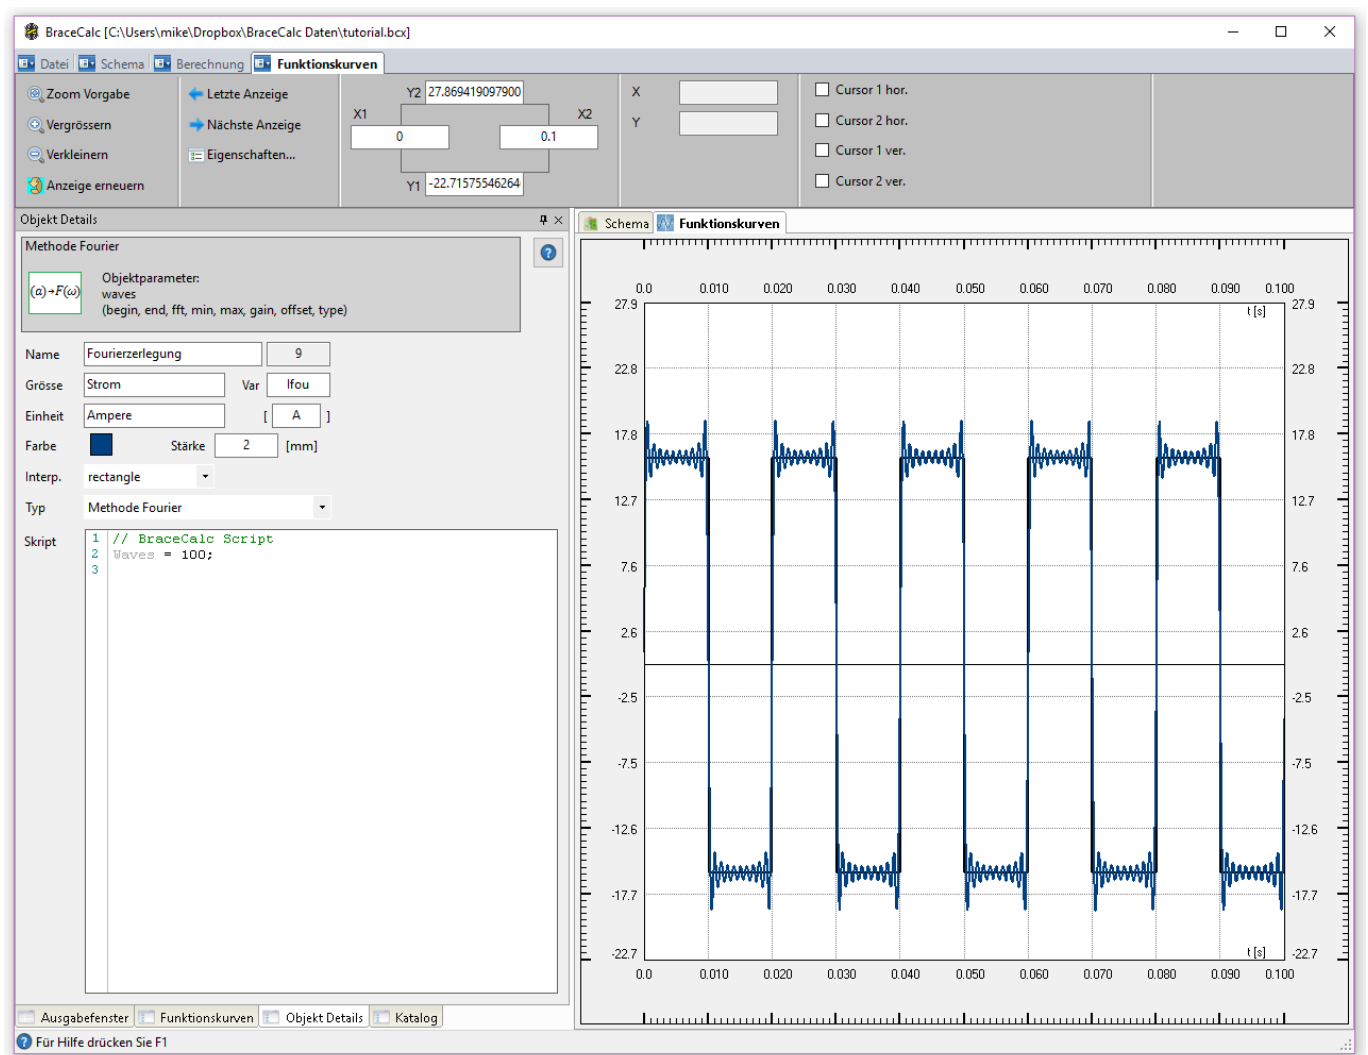 BraceCalc [C:\Users\mike\Dropbox\BraceCalc Daten\tutorial.bcx]
Datei Schema Berechnung Funktionskurven
Zoom Vorgabe
Vergrössern
Verkleinern
Anzeige erneuern
Letzte Anzeige
Nächste Anzeige
Eigenschaften...
Y2 27.869419097900
X1 X2
0 0.1
Y1 -22.71575546264
X
Y
Cursor 1 hor.
Cursor 2 hor.
Cursor 1 ver.
Cursor 2 ver.
Objekt Details
Methode Fourier
(a)→F(ω)
Objektparameter:
waves
(begin, end, fft, min, max, gain, offset, type)
Name Fourierzerlegung 9
Grösse Strom Var Ifou
Einheit Ampere [ A ]
Farbe Stärke 2 [mm]
Interp. rectangle
Typ Methode Fourier
Skript
1 // BraceCalc Script
2 Waves = 100;
3
Ausgabefenster Funktionskurven Objekt Details Katalog
Schema Funktionskurven
0.0 0.010 0.020 0.030 0.040 0.050 0.060 0.070 0.080 0.090 0.100
27.9 t [s] 27.9
22.8 22.8
17.8 17.8
12.7 12.7
7.6 7.6
2.6 2.6
-2.5 -2.5
-7.5 -7.5
-12.6 -12.6
-17.7 -17.7
-22.7 t [s] -22.7
0.0 0.010 0.020 0.030 0.040 0.050 0.060 0.070 0.080 0.090 0.100
Für Hilfe drücken Sie F1